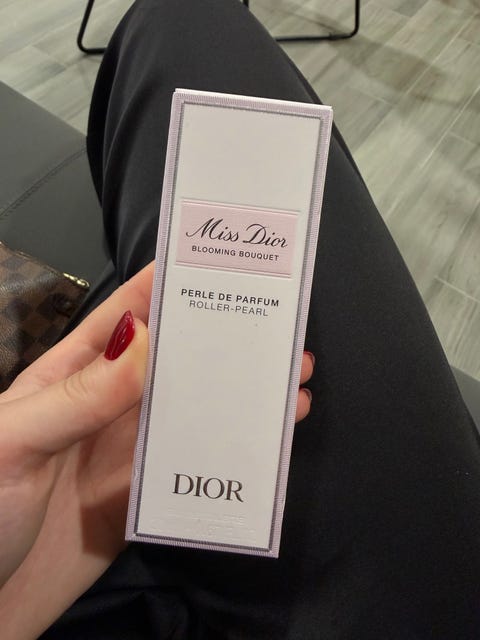 Miss Dior
BLOOMING BOUQUET
PERLE DE PARFUM
ROLLER-PEARL
DIOR